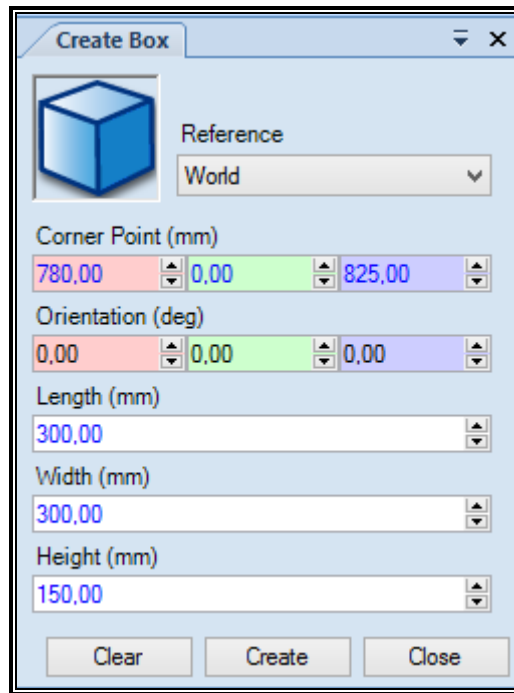 Create Box
Reference
World
Corner Point (mm)
780,00 0,00 825,00
Orientation (deg)
0,00 0,00 0,00
Length (mm)
300,00
Width (mm)
300,00
Height (mm)
150,00
Clear Create Close